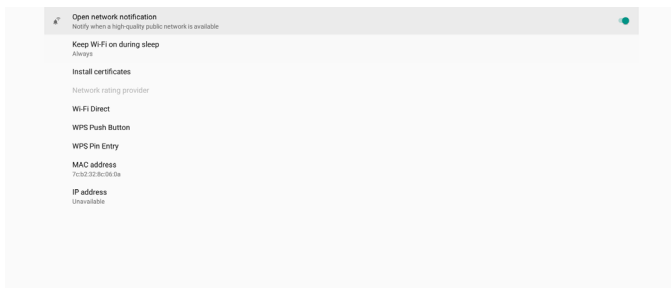 Open network notification
Notify when a high-quality public network is available
Keep Wi-Fi on during sleep
Always
Install certificates
Network rating provider
Wi-Fi Direct
WPS Push Button
WPS Pin Entry
MAC address
7c:b2:32:8c:06:0a
IP address
Unavailable